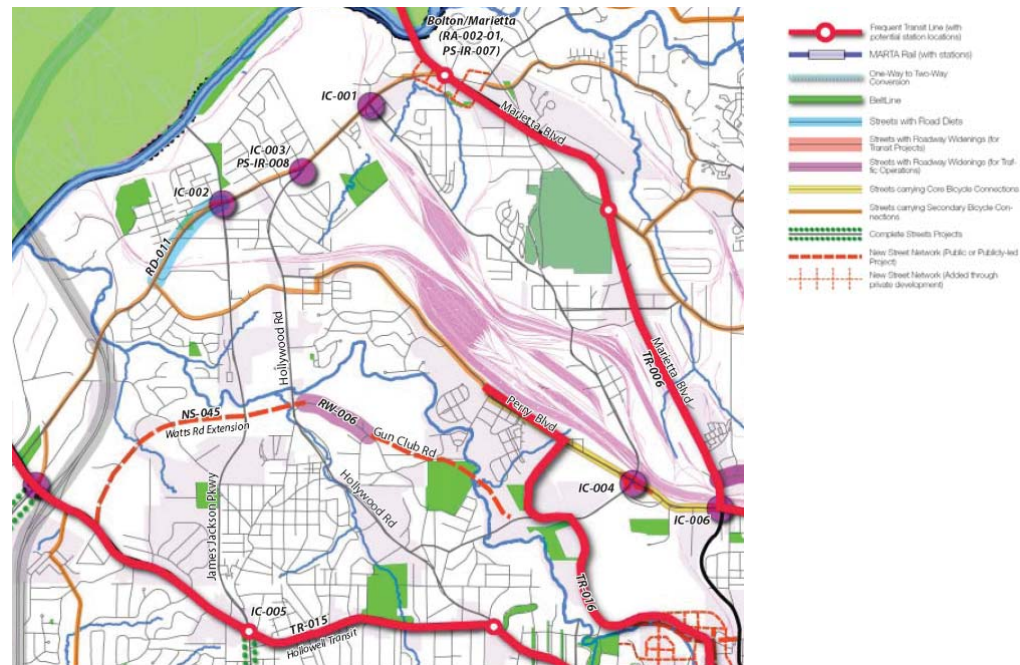 Bolton/Marietta
(RA-002-01,
PS-IR-007)
IC-001
Marietta Blvd
IC-003/
PS-IR-008
IC-002
RD-011
Hollywood Rd
Marietta Blvd
TR-006
NS-045
Watts Rd Extension
RW-006
Gun Club Rd
Perry Blvd
James Jackson Pkwy
Hollywood Rd
IC-004
IC-006
IC-005
TR-015
Hollowell Transit
TR-016
Frequent Transit Line (with
potential station locations)
MARTA Rail (with stations)
One-Way to Two-Way
Conversion
BeltLine
Streets with Road Diets
Streets with Roadway Widenings (for
Transit Projects)
Streets with Roadway Widenings (for Traf-
fic Operations)
Streets carrying Core Bicycle Connections
Streets carrying Secondary Bicycle Con-
nections
Complete Streets Projects
New Street Network (Public or Publicly-led
Project)
New Street Network (Added through
private development)